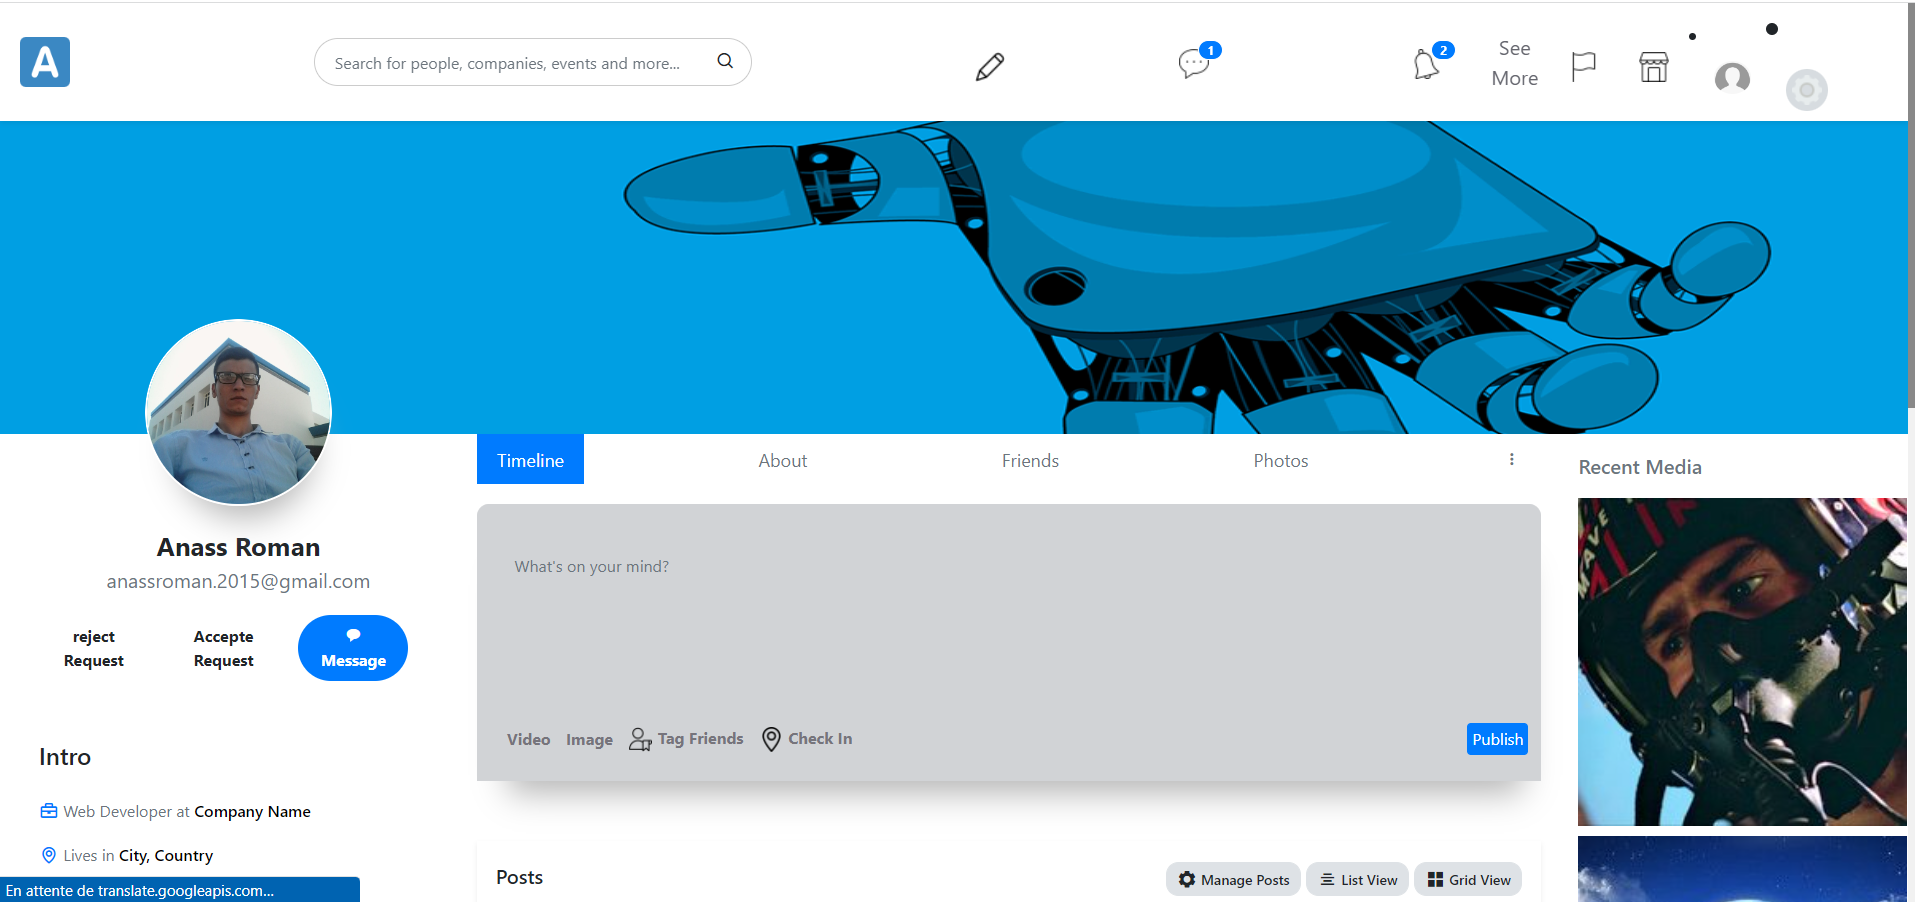 A
Search for people, companies, events and more...
1
2
See
More
Timeline
About
Friends
Photos
Recent Media
What's on your mind?
Anass Roman
anassroman.2015@gmail.com
reject
Request
Accepte
Request
Message
Video
Image
Tag Friends
Check In
Publish
Intro
Web Developer at Company Name
Lives in City, Country
En attente de translate.googleapis.com...
Posts
Manage Posts
List View
Grid View